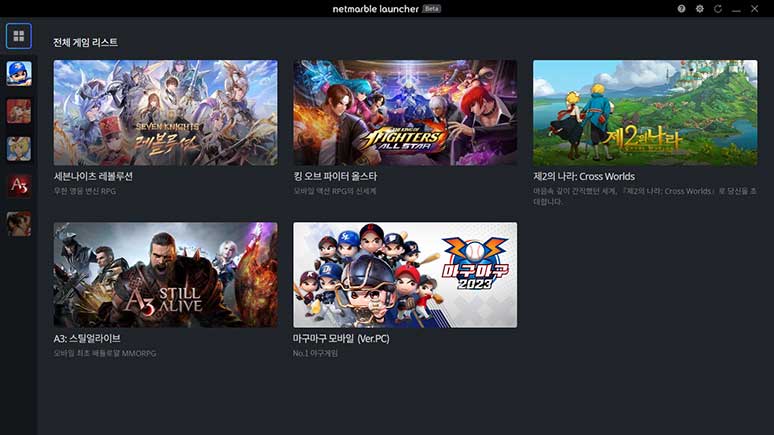 netmarble launcher Beta
전체 게임 리스트
SEVEN KNIGHTS
레볼루션
THE KING OF
FIGHTERS
ALL STAR
제2의 나라
세븐나이츠 레볼루션
무한 영웅 변신 RPG
킹 오브 파이터 올스타
모바일 액션 RPG의 신세계
제2의 나라: Cross Worlds
마음속 깊이 간직했던 세계, 『제2의 나라: Cross Worlds』로 당신을 초
대합니다.
A3
A3 STILL
ALIVE
마구마구
2023
A3: 스틸얼라이브
모바일 최초 배틀로얄 MMORPG
마구마구 모바일 (Ver.PC)
No.1 야구게임